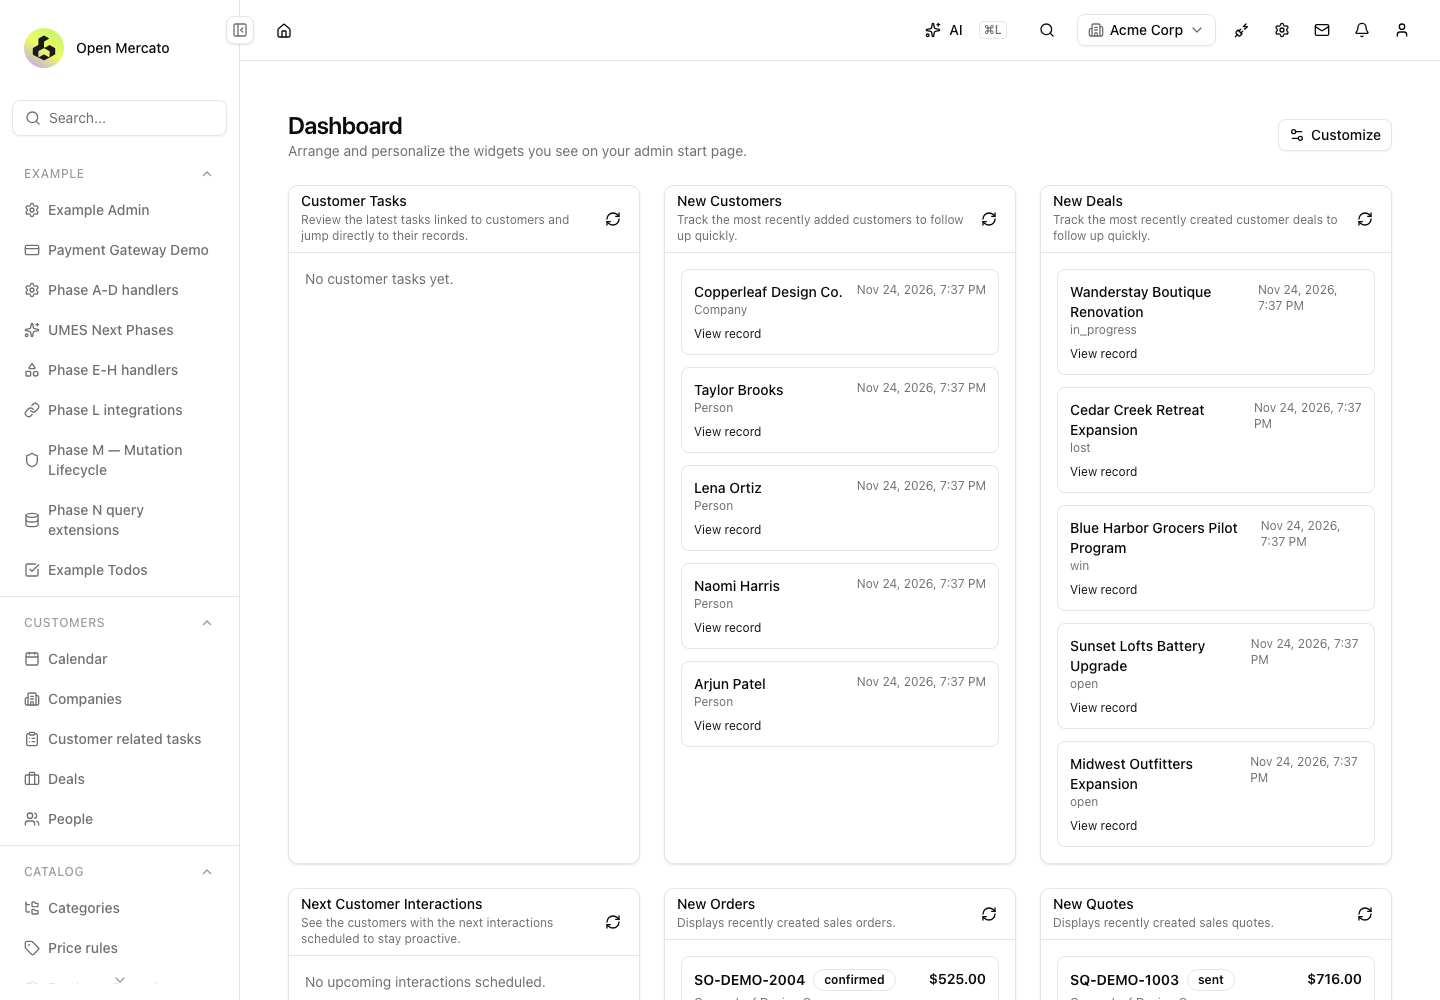 Open Mercato
AI ⌘L
Acme Corp
Search...
EXAMPLE
Example Admin
Payment Gateway Demo
Phase A-D handlers
UMES Next Phases
Phase E-H handlers
Phase L integrations
Phase M — Mutation
Lifecycle
Phase N query
extensions
Example Todos
CUSTOMERS
Calendar
Companies
Customer related tasks
Deals
People
CATALOG
Categories
Price rules
Dashboard
Arrange and personalize the widgets you see on your admin start page.
Customize
Customer Tasks
Review the latest tasks linked to customers and
jump directly to their records.
No customer tasks yet.
New Customers
Track the most recently added customers to follow
up quickly.
Copperleaf Design Co. Nov 24, 2026, 7:37 PM
Company
View record
Taylor Brooks Nov 24, 2026, 7:37 PM
Person
View record
Lena Ortiz Nov 24, 2026, 7:37 PM
Person
View record
Naomi Harris Nov 24, 2026, 7:37 PM
Person
View record
Arjun Patel Nov 24, 2026, 7:37 PM
Person
View record
New Deals
Track the most recently created customer deals to
follow up quickly.
Wanderstay Boutique Nov 24, 2026,
Renovation 7:37 PM
in_progress
View record
Cedar Creek Retreat Nov 24, 2026, 7:37
Expansion PM
lost
View record
Blue Harbor Grocers Pilot Nov 24, 2026,
Program 7:37 PM
win
View record
Sunset Lofts Battery Nov 24, 2026, 7:37
Upgrade PM
open
View record
Midwest Outfitters Nov 24, 2026, 7:37
Expansion PM
open
View record
Next Customer Interactions
See the customers with the next interactions
scheduled to stay proactive.
No upcoming interactions scheduled.
New Orders
Displays recently created sales orders.
SO-DEMO-2004 confirmed $525.00
New Quotes
Displays recently created sales quotes.
SQ-DEMO-1003 sent $716.00